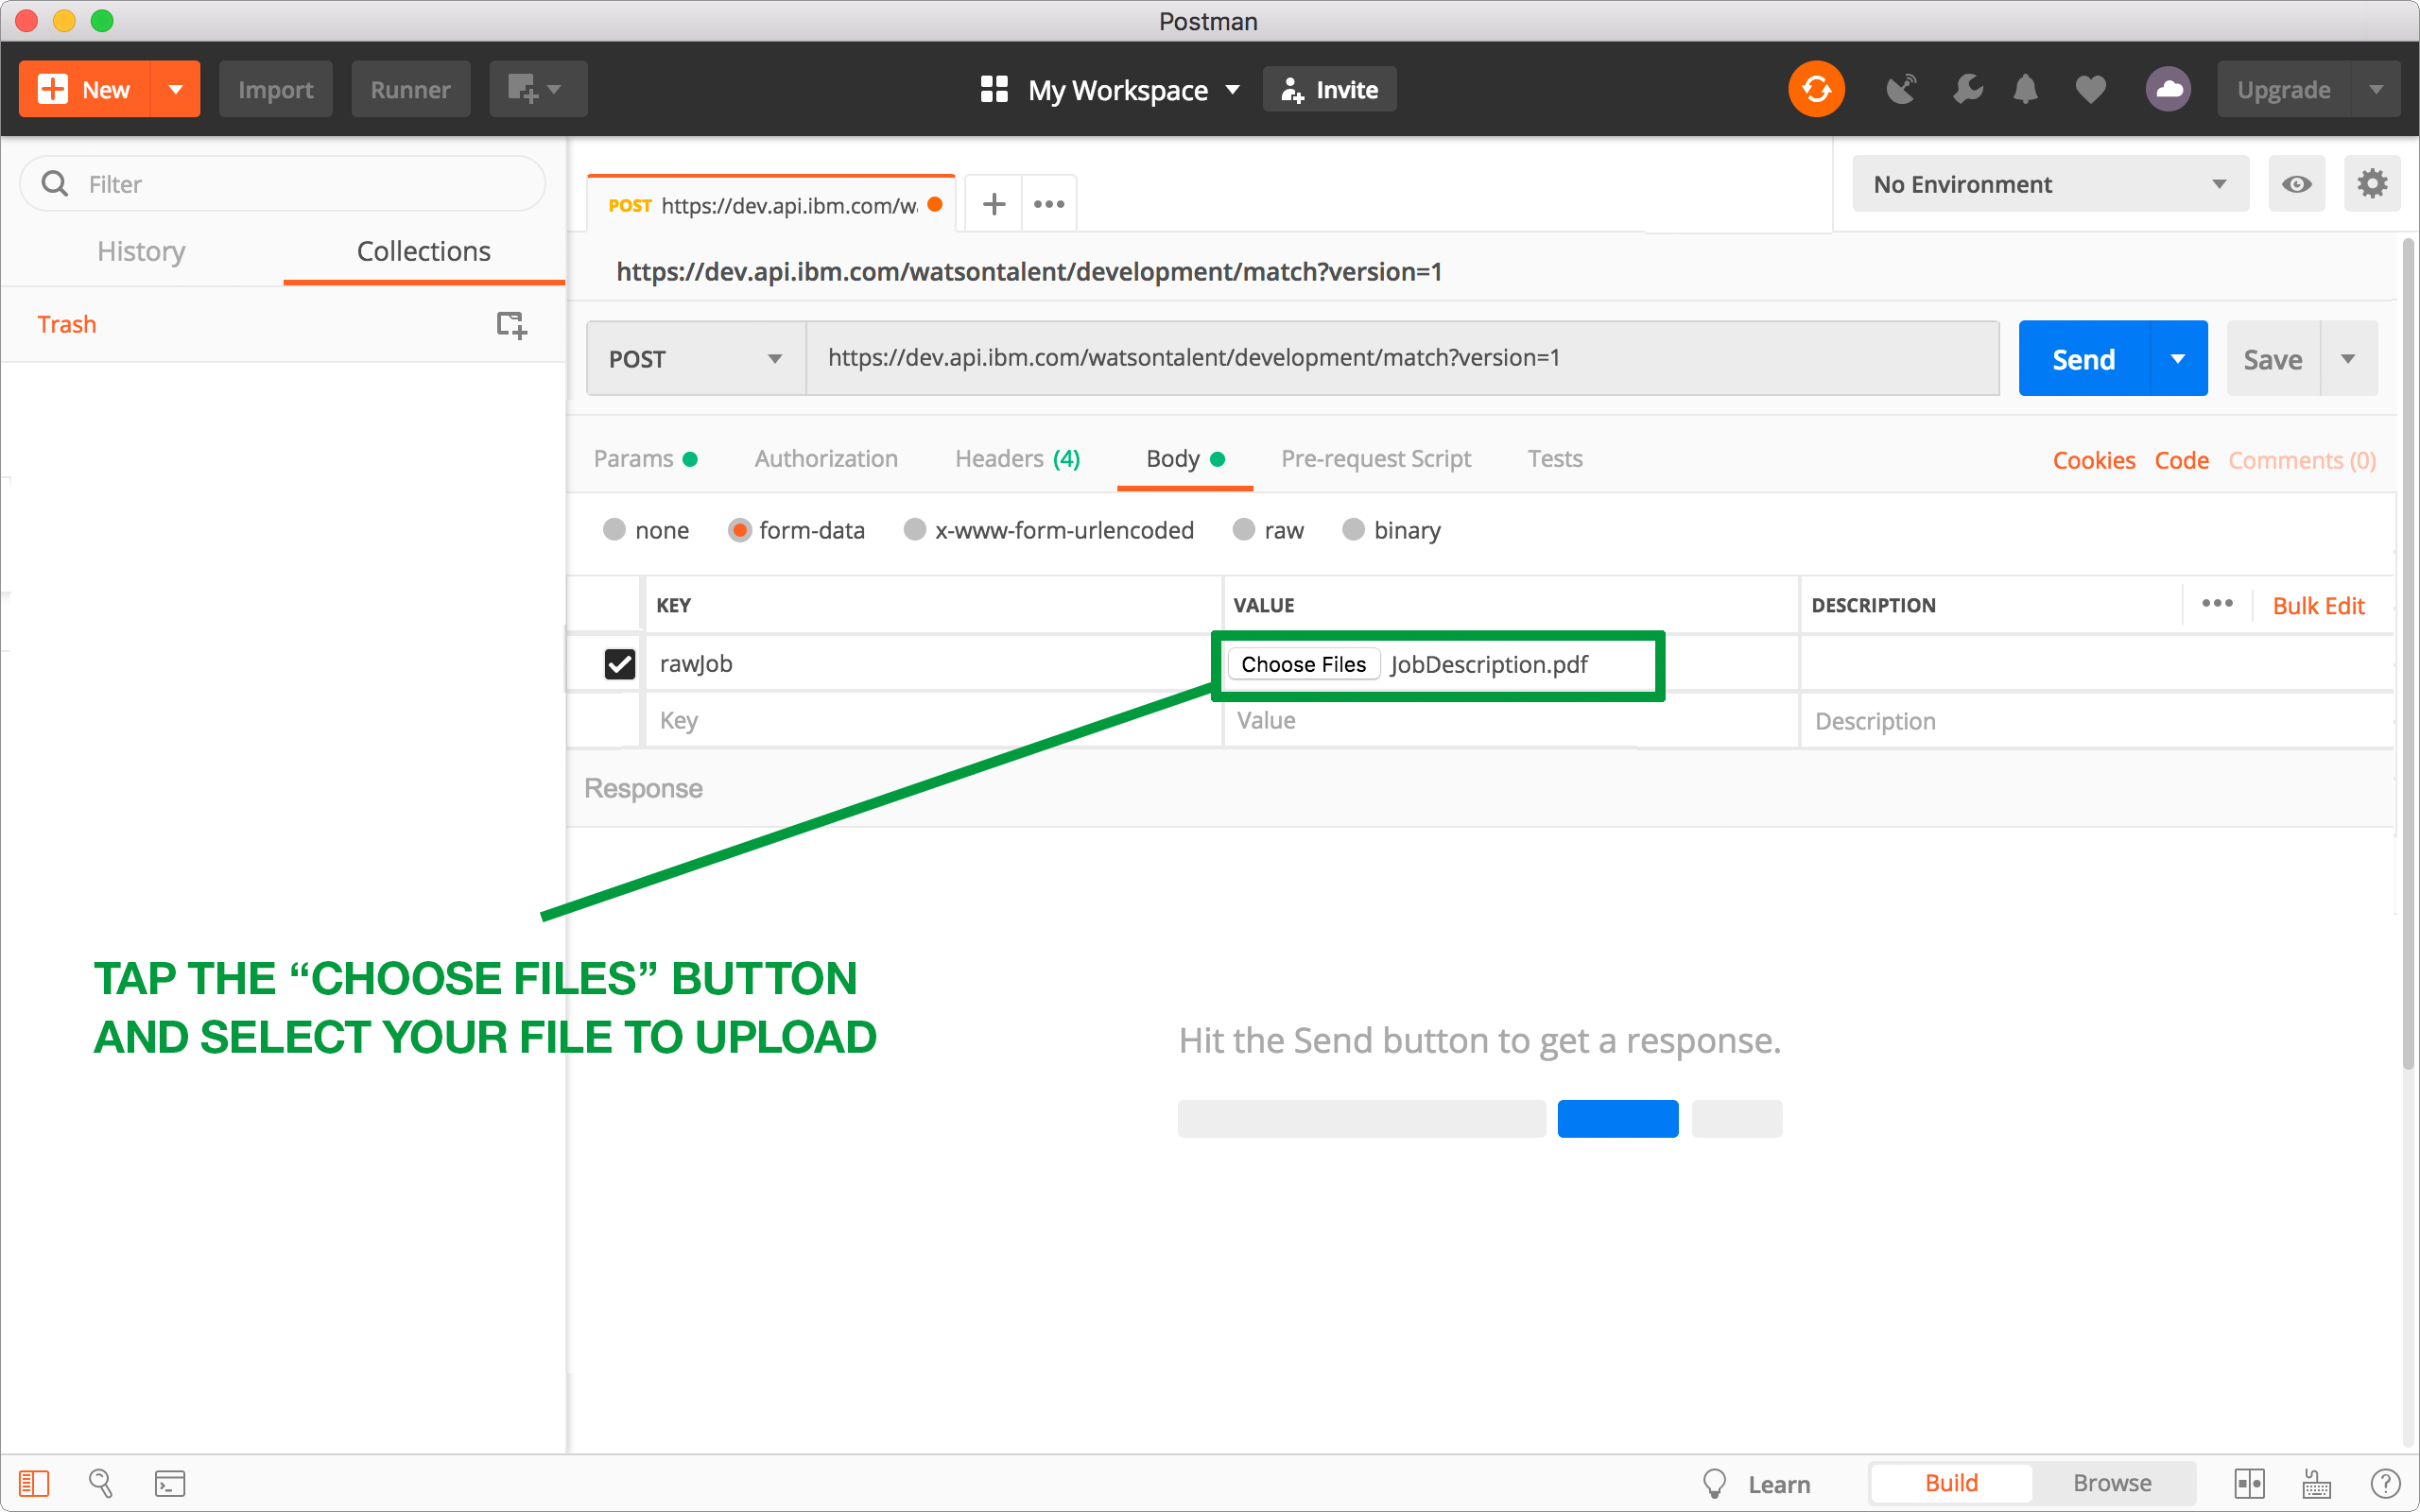 Postman
New
Import
Runner
My Workspace
Invite
Upgrade
Filter
History
Collections
Trash
POST https://dev.api.ibm.com/w
No Environment
https://dev.api.ibm.com/watsontalent/development/match?version=1
POST
https://dev.api.ibm.com/watsontalent/development/match?version=1
Send
Save
Params
Authorization
Headers (4)
Body
Pre-request Script
Tests
Cookies
Code
Comments (0)
none
form-data
x-www-form-urlencoded
raw
binary
KEY
VALUE
DESCRIPTION
Bulk Edit
rawJob
Choose Files
JobDescription.pdf
Key
Value
Description
Response
TAP THE “CHOOSE FILES” BUTTON
AND SELECT YOUR FILE TO UPLOAD
Hit the Send button to get a response.
Learn
Build
Browse